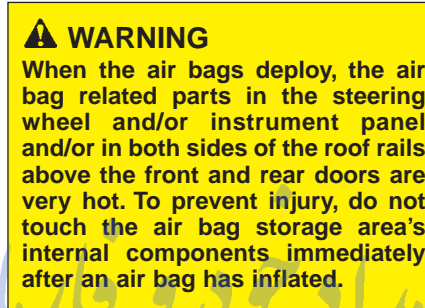 WARNING
When the air bags deploy, the air
bag related parts in the steering
wheel and/or instrument panel
and/or in both sides of the roof rails
above the front and rear doors are
very hot. To prevent injury, do not
touch the air bag storage area's
internal components immediately
after an air bag has inflated.